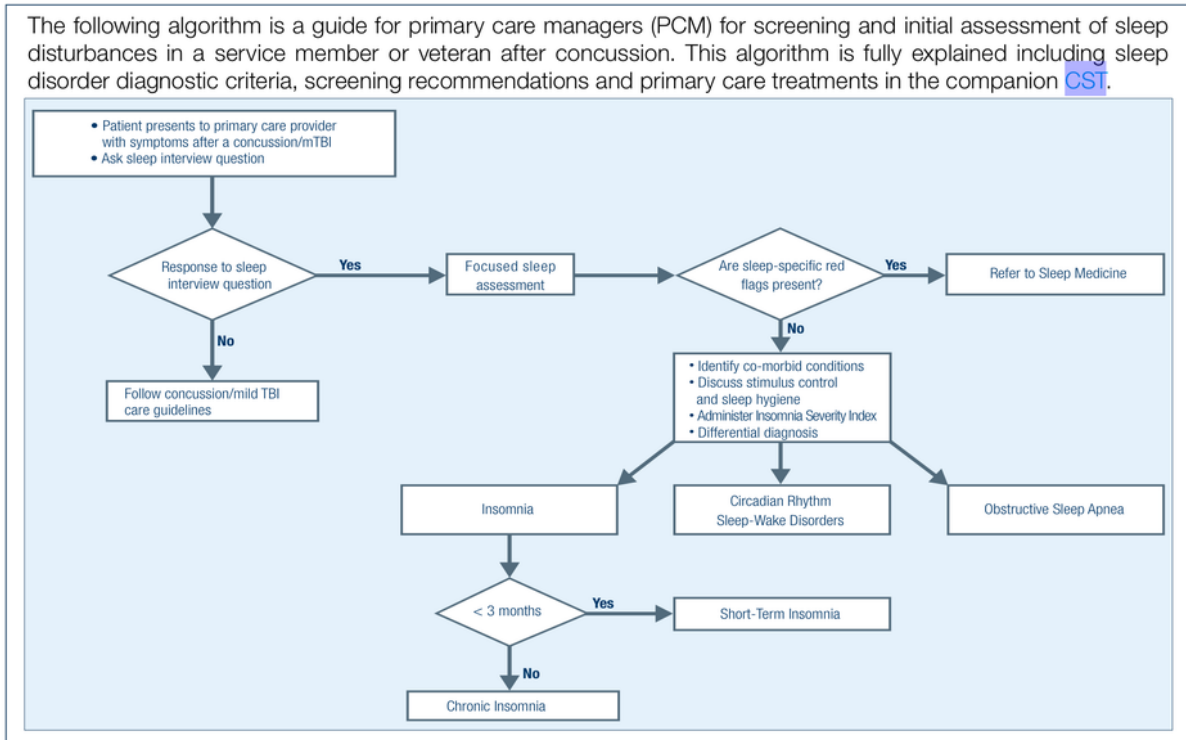 The following algorithm is a guide for primary care managers (PCM) for screening and initial assessment of sleep
disturbances in a service member or veteran after concussion. This algorithm is fully explained including sleep
disorder diagnostic criteria, screening recommendations and primary care treatments in the companion CST.
• Patient presents to primary care provider
with symptoms after a concussion/mTBI
• Ask sleep interview question
Response to sleep
interview question
Yes
Focused sleep
assessment
Are sleep-specific red
flags present?
Yes
Refer to Sleep Medicine
No
No
Follow concussion/mild TBI
care guidelines
• Identify co-morbid conditions
• Discuss stimulus control
and sleep hygiene
• Administer Insomnia Severity Index
• Differential diagnosis
Insomnia
Circadian Rhythm
Sleep-Wake Disorders
Obstructive Sleep Apnea
< 3 months
Yes
Short-Term Insomnia
No
Chronic Insomnia